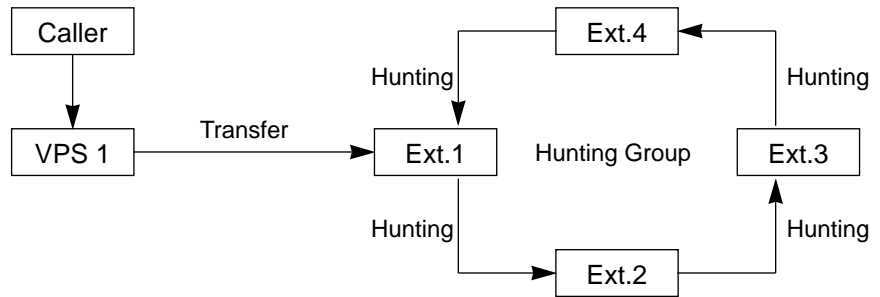 Caller
Ext.4
Hunting
Hunting
VPS 1
Transfer
Ext.1
Hunting Group
Ext.3
Hunting
Hunting
Ext.2